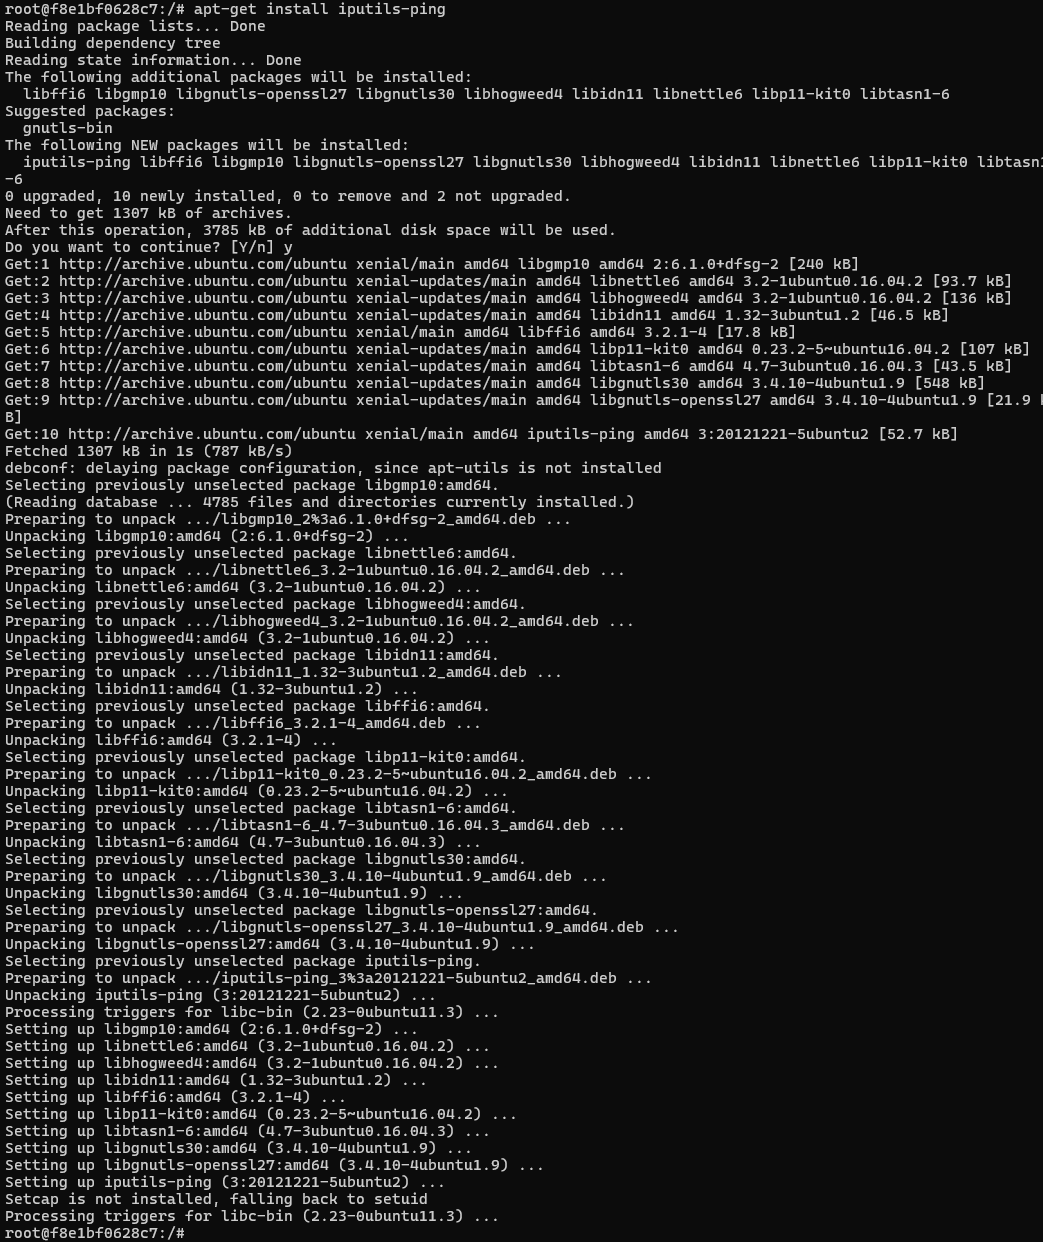 root@f8e1bf0628c7:/# apt-get install iputils-ping
Reading package lists... Done
Building dependency tree
Reading state information... Done
The following additional packages will be installed:
  libffi6 libgmp10 libgnutls-openssl27 libgnutls30 libhogweed4 libidn11 libnettle6 libp11-kit0 libtasn1-6
Suggested packages:
  gnutls-bin
The following NEW packages will be installed:
  iputils-ping libffi6 libgmp10 libgnutls-openssl27 libgnutls30 libhogweed4 libidn11 libnettle6 libp11-kit0 libtasn1
-6
0 upgraded, 10 newly installed, 0 to remove and 2 not upgraded.
Need to get 1307 kB of archives.
After this operation, 3785 kB of additional disk space will be used.
Do you want to continue? [Y/n] y
Get:1 http://archive.ubuntu.com/ubuntu xenial/main amd64 libgmp10 amd64 2:6.1.0+dfsg-2 [240 kB]
Get:2 http://archive.ubuntu.com/ubuntu xenial-updates/main amd64 libnettle6 amd64 3.2-1ubuntu0.16.04.2 [93.7 kB]
Get:3 http://archive.ubuntu.com/ubuntu xenial-updates/main amd64 libhogweed4 amd64 3.2-1ubuntu0.16.04.2 [136 kB]
Get:4 http://archive.ubuntu.com/ubuntu xenial-updates/main amd64 libidn11 amd64 1.32-3ubuntu1.2 [46.5 kB]
Get:5 http://archive.ubuntu.com/ubuntu xenial/main amd64 libffi6 amd64 3.2.1-4 [17.8 kB]
Get:6 http://archive.ubuntu.com/ubuntu xenial-updates/main amd64 libp11-kit0 amd64 0.23.2-5~ubuntu16.04.2 [107 kB]
Get:7 http://archive.ubuntu.com/ubuntu xenial-updates/main amd64 libtasn1-6 amd64 4.7-3ubuntu0.16.04.3 [43.5 kB]
Get:8 http://archive.ubuntu.com/ubuntu xenial-updates/main amd64 libgnutls30 amd64 3.4.10-4ubuntu1.9 [548 kB]
Get:9 http://archive.ubuntu.com/ubuntu xenial-updates/main amd64 libgnutls-openssl27 amd64 3.4.10-4ubuntu1.9 [21.9 k
B]
Get:10 http://archive.ubuntu.com/ubuntu xenial/main amd64 iputils-ping amd64 3:20121221-5ubuntu2 [52.7 kB]
Fetched 1307 kB in 1s (787 kB/s)
debconf: delaying package configuration, since apt-utils is not installed
Selecting previously unselected package libgmp10:amd64.
(Reading database ... 4785 files and directories currently installed.)
Preparing to unpack .../libgmp10_2%3a6.1.0+dfsg-2_amd64.deb ...
Unpacking libgmp10:amd64 (2:6.1.0+dfsg-2) ...
Selecting previously unselected package libnettle6:amd64.
Preparing to unpack .../libnettle6_3.2-1ubuntu0.16.04.2_amd64.deb ...
Unpacking libnettle6:amd64 (3.2-1ubuntu0.16.04.2) ...
Selecting previously unselected package libhogweed4:amd64.
Preparing to unpack .../libhogweed4_3.2-1ubuntu0.16.04.2_amd64.deb ...
Unpacking libhogweed4:amd64 (3.2-1ubuntu0.16.04.2) ...
Selecting previously unselected package libidn11:amd64.
Preparing to unpack .../libidn11_1.32-3ubuntu1.2_amd64.deb ...
Unpacking libidn11:amd64 (1.32-3ubuntu1.2) ...
Selecting previously unselected package libffi6:amd64.
Preparing to unpack .../libffi6_3.2.1-4_amd64.deb ...
Unpacking libffi6:amd64 (3.2.1-4) ...
Selecting previously unselected package libp11-kit0:amd64.
Preparing to unpack .../libp11-kit0_0.23.2-5~ubuntu16.04.2_amd64.deb ...
Unpacking libp11-kit0:amd64 (0.23.2-5~ubuntu16.04.2) ...
Selecting previously unselected package libtasn1-6:amd64.
Preparing to unpack .../libtasn1-6_4.7-3ubuntu0.16.04.3_amd64.deb ...
Unpacking libtasn1-6:amd64 (4.7-3ubuntu0.16.04.3) ...
Selecting previously unselected package libgnutls30:amd64.
Preparing to unpack .../libgnutls30_3.4.10-4ubuntu1.9_amd64.deb ...
Unpacking libgnutls30:amd64 (3.4.10-4ubuntu1.9) ...
Selecting previously unselected package libgnutls-openssl27:amd64.
Preparing to unpack .../libgnutls-openssl27_3.4.10-4ubuntu1.9_amd64.deb ...
Unpacking libgnutls-openssl27:amd64 (3.4.10-4ubuntu1.9) ...
Selecting previously unselected package iputils-ping.
Preparing to unpack .../iputils-ping_3%3a20121221-5ubuntu2_amd64.deb ...
Unpacking iputils-ping (3:20121221-5ubuntu2) ...
Processing triggers for libc-bin (2.23-0ubuntu11.3) ...
Setting up libgmp10:amd64 (2:6.1.0+dfsg-2) ...
Setting up libnettle6:amd64 (3.2-1ubuntu0.16.04.2) ...
Setting up libhogweed4:amd64 (3.2-1ubuntu0.16.04.2) ...
Setting up libidn11:amd64 (1.32-3ubuntu1.2) ...
Setting up libffi6:amd64 (3.2.1-4) ...
Setting up libp11-kit0:amd64 (0.23.2-5~ubuntu16.04.2) ...
Setting up libtasn1-6:amd64 (4.7-3ubuntu0.16.04.3) ...
Setting up libgnutls30:amd64 (3.4.10-4ubuntu1.9) ...
Setting up libgnutls-openssl27:amd64 (3.4.10-4ubuntu1.9) ...
Setting up iputils-ping (3:20121221-5ubuntu2) ...
Setcap is not installed, falling back to setuid
Processing triggers for libc-bin (2.23-0ubuntu11.3) ...
root@f8e1bf0628c7:/#